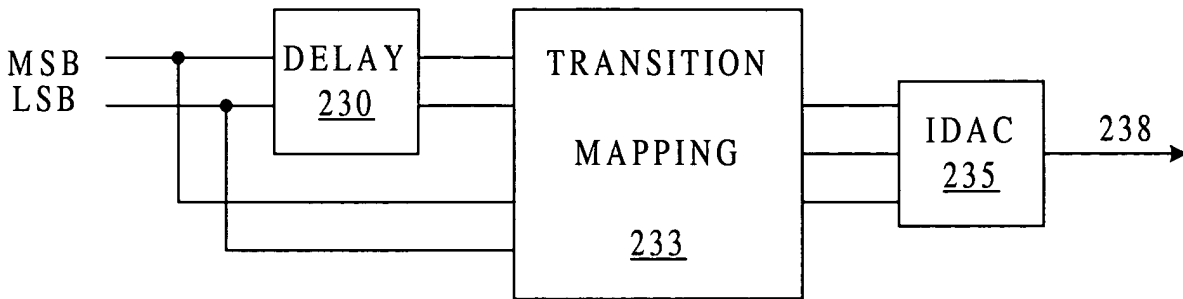 MSB
LSB
DELAY
230
TRANSITION
MAPPING
233
IDAC
235
238